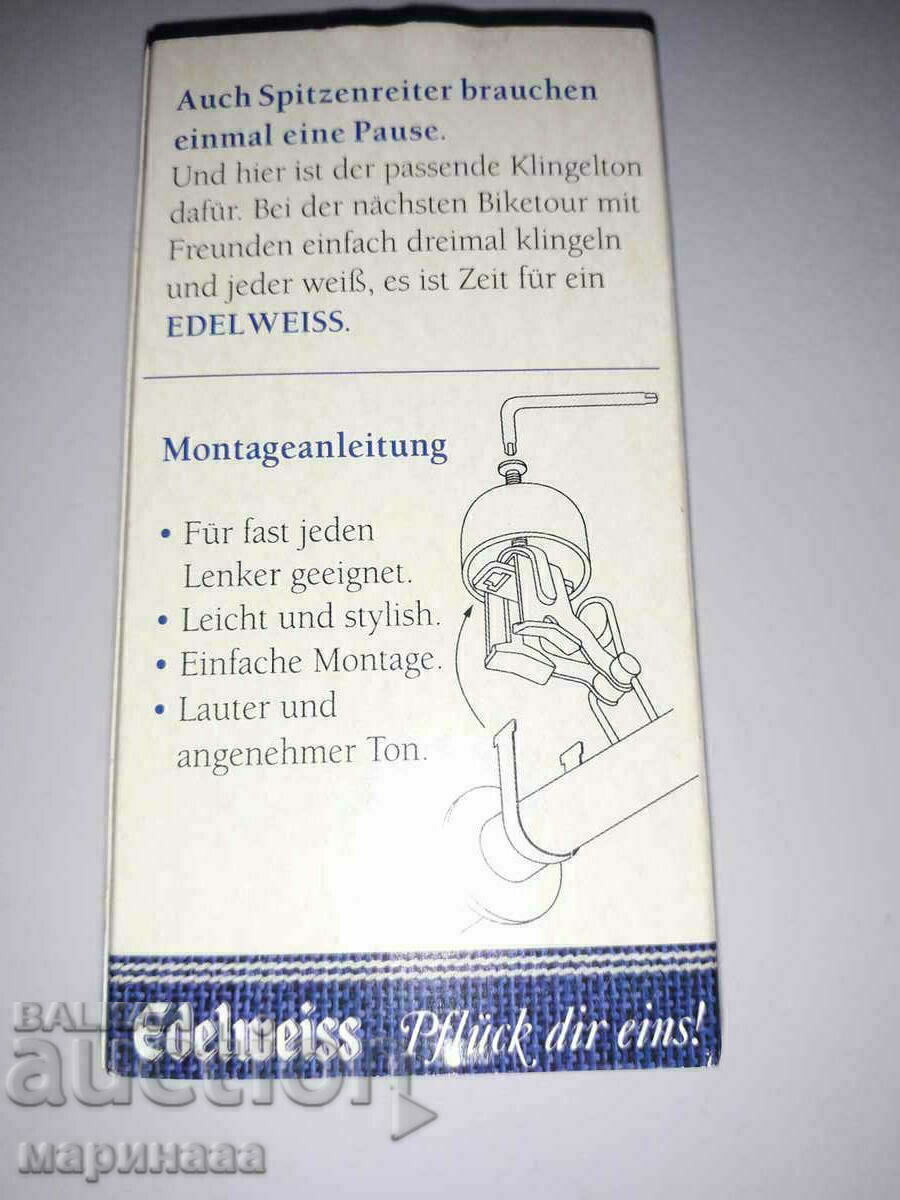 Auch Spitzenreiter brauchen
einmal eine Pause.
Und hier ist der passende Klingelton
dafür. Bei der nächsten Biketour mit
Freunden einfach dreimal klingeln
und jeder weiß, es ist Zeit für ein
EDELWEISS.
Montageanleitung
• Für fast jeden
Lenker geeignet.
• Leicht und stylish.
• Einfache Montage.
• Lauter und
angenehmer Ton.
Edelweiss Pflück dir eins!
auction
маринааа